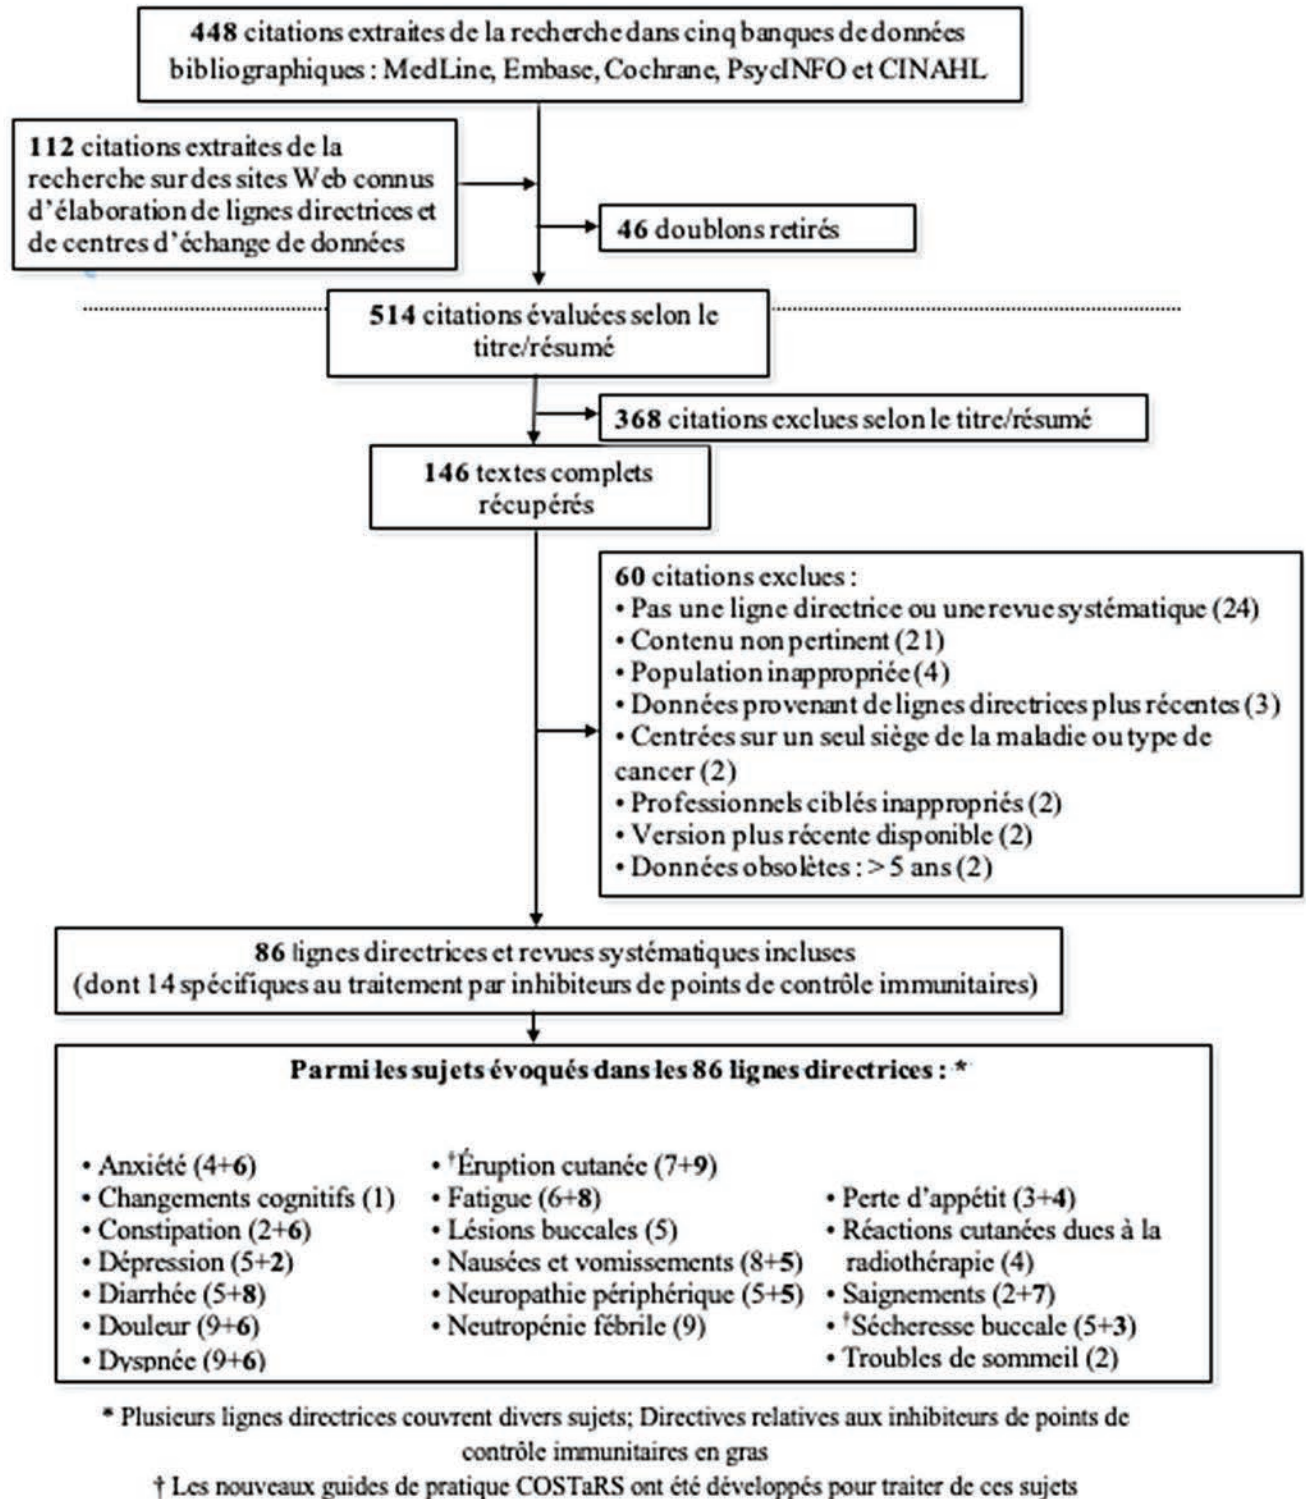 448 citations extraites de la recherche dans cinq banques de données
bibliographiques : MedLine, Embase, Cochrane, PsycINFO et CINAHL
112 citations extraites de la
recherche sur des sites Web connus
d'élaboration de lignes directrices et
de centres d'échange de données
46 doublons retirés
514 citations évaluées selon le
titre/résumé
368 citations exclues selon le titre/résumé
146 textes complets
récupérés
60 citations exclues :
• Pas une ligne directrice ou une revue systématique (24)
• Contenu non pertinent (21)
• Population inappropriée (4)
• Données provenant de lignes directrices plus récentes (3)
• Centrées sur un seul siège de la maladie ou type de
cancer (2)
• Professionnels ciblés inappropriés (2)
• Version plus récente disponible (2)
• Données obsolètes : > 5 ans (2)
86 lignes directrices et revues systématiques incluses
(dont 14 spécifiques au traitement par inhibiteurs de points de contrôle immunitaires)
Parmi les sujets évoqués dans les 86 lignes directrices : *
• Anxiété (4+6)
• Changements cognitifs (1)
• Constipation (2+6)
• Dépression (5+2)
• Diarrhée (5+8)
• Douleur (9+6)
• Dyspnée (9+6)
• †Éruption cutanée (7+9)
• Fatigue (6+8)
• Lésions buccales (5)
• Nausées et vomissements (8+5)
• Neuropathie périphérique (5+5)
• Neutropénie fébrile (9)
• Perte d'appétit (3+4)
• Réactions cutanées dues à la
radiothérapie (4)
• Saignements (2+7)
• †Sécheresse buccale (5+3)
• Troubles de sommeil (2)
* Plusieurs lignes directrices couvrent divers sujets; Directives relatives aux inhibiteurs de points de
contrôle immunitaires en gras
† Les nouveaux guides de pratique COSTaRS ont été développés pour traiter de ces sujets